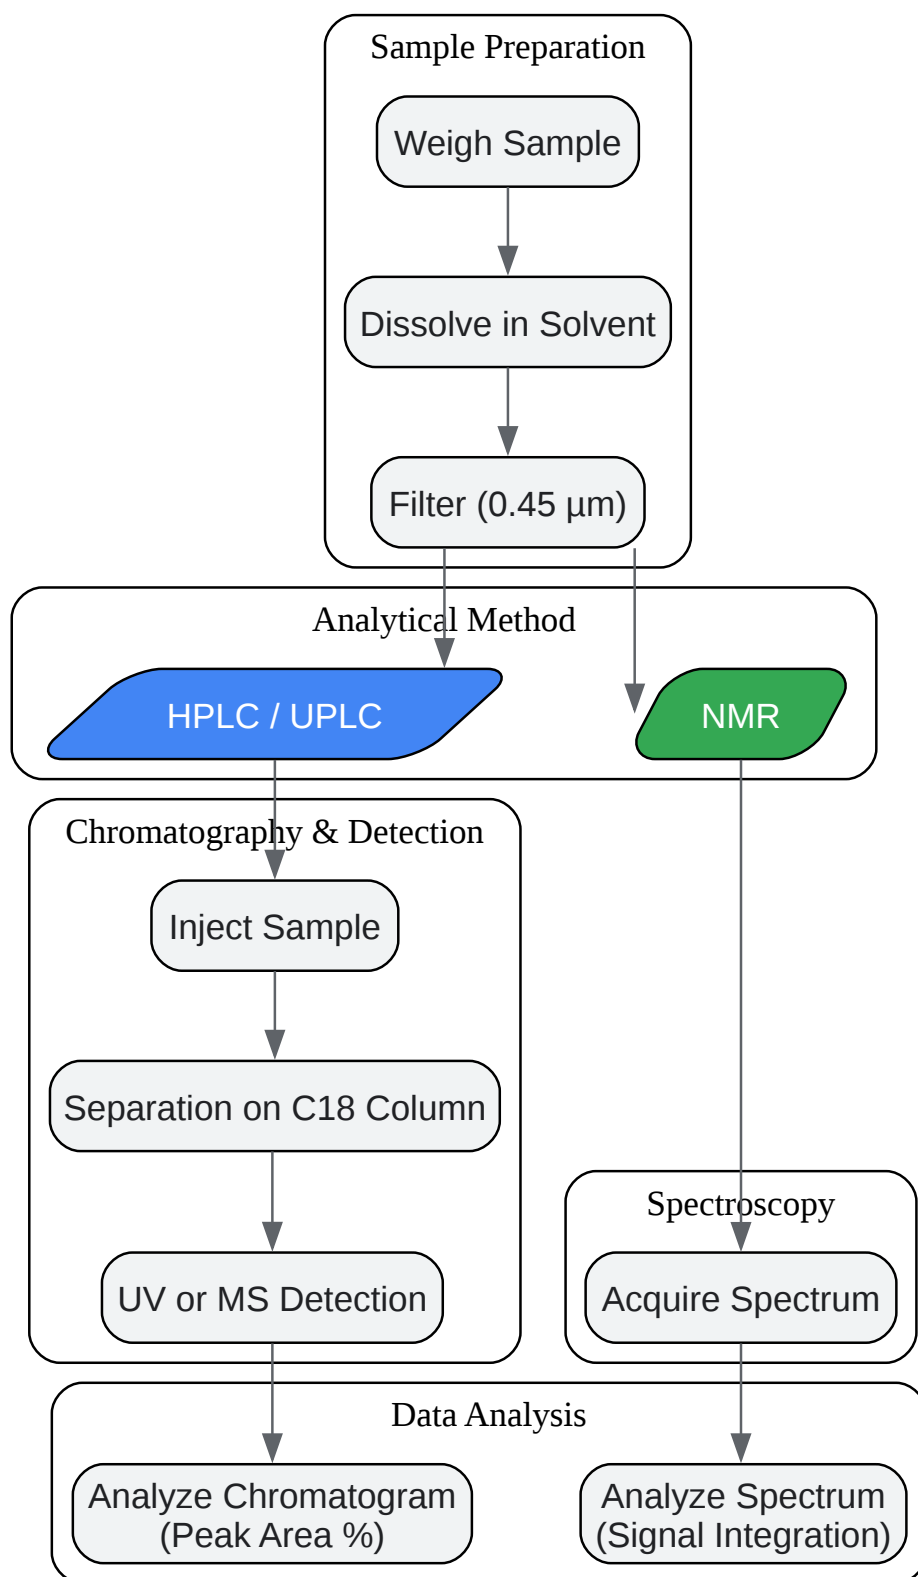 Sample Preparation
Weigh Sample
Dissolve in Solvent
Filter (0.45 µm)
Analytical Method
HPLC / UPLC
NMR
Chromatography & Detection
Inject Sample
Separation on C18 Column
UV or MS Detection
Spectroscopy
Acquire Spectrum
Data Analysis
Analyze Chromatogram
(Peak Area %)
Analyze Spectrum
(Signal Integration)